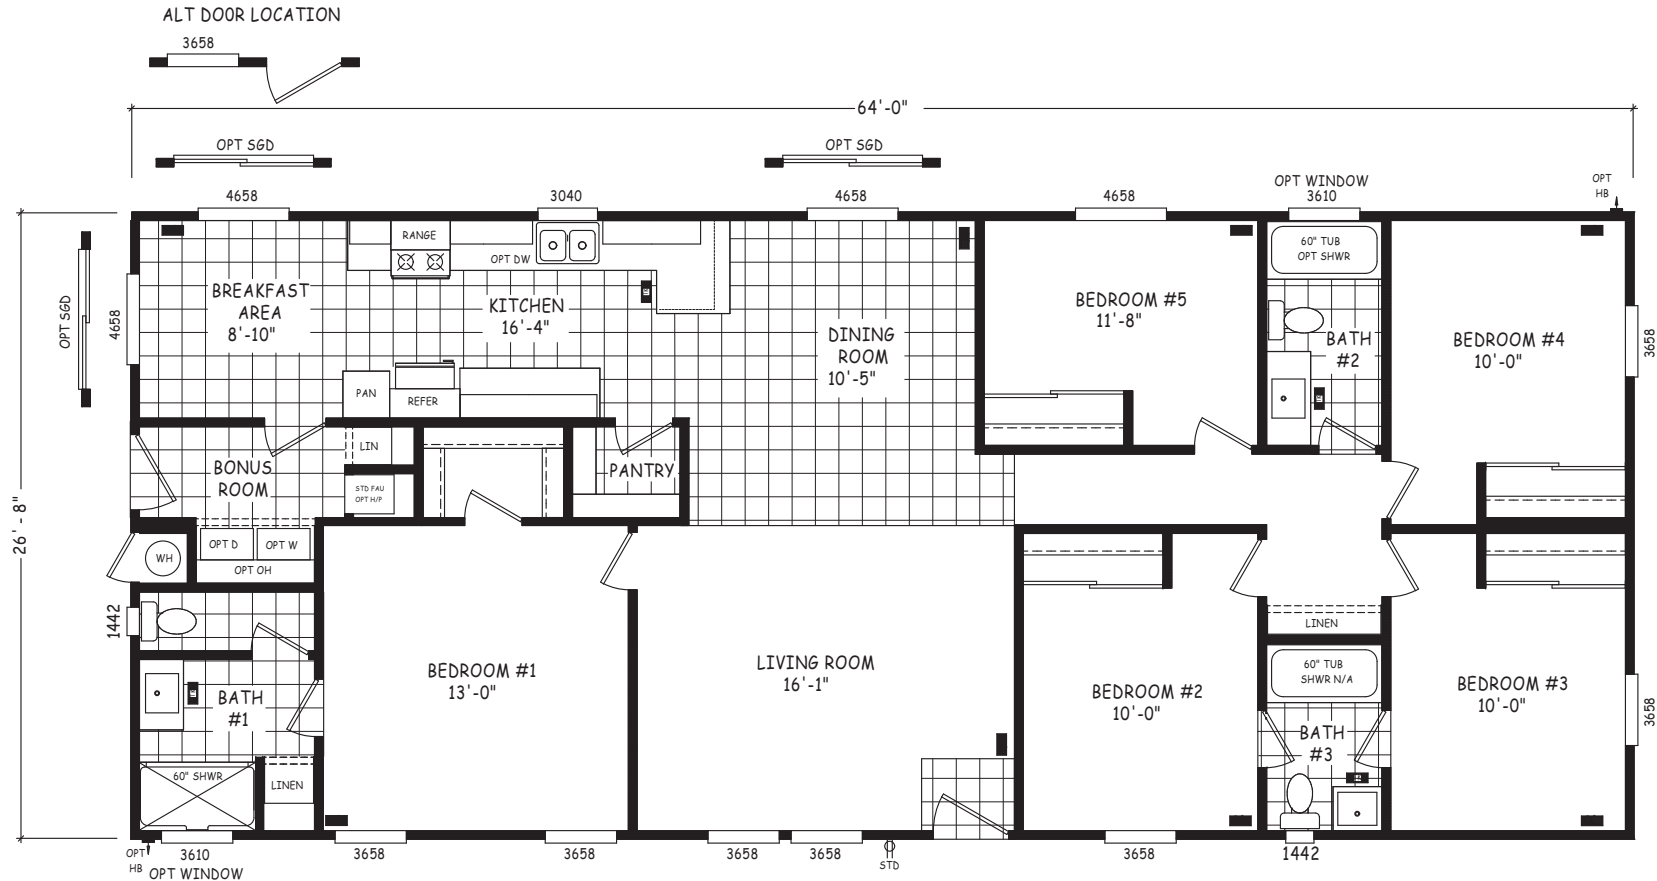 ALT DOOR LOCATION
3658
64'-0"
OPT SGD
OPT SGD
4658
3040
4658
4658
OPT WINDOW
3610
OPT
HB
RANGE
OPT DW
60" TUB
OPT SHWR
OPT SGD
4658
BREAKFAST
AREA
8'-10"
KITCHEN
16'-4"
DINING
ROOM
10'-5"
BEDROOM #5
11'-8"
BATH
#2
BEDROOM #4
10'-0"
3658
PAN
REFER
LIN
BONUS
ROOM
STD FAU
OPT H/P
PANTRY
26'-8"
OPT D
OPT W
WH
OPT OH
1442
BEDROOM #1
13'-0"
LIVING ROOM
16'-1"
LINEN
60" TUB
SHWR N/A
BEDROOM #2
10'-0"
BEDROOM #3
10'-0"
3658
BATH
#1
BATH
#3
60" SHWR
LINEN
OPT
HB
3610
OPT WINDOW
3658
3658
3658
3658
STD
3658
1442